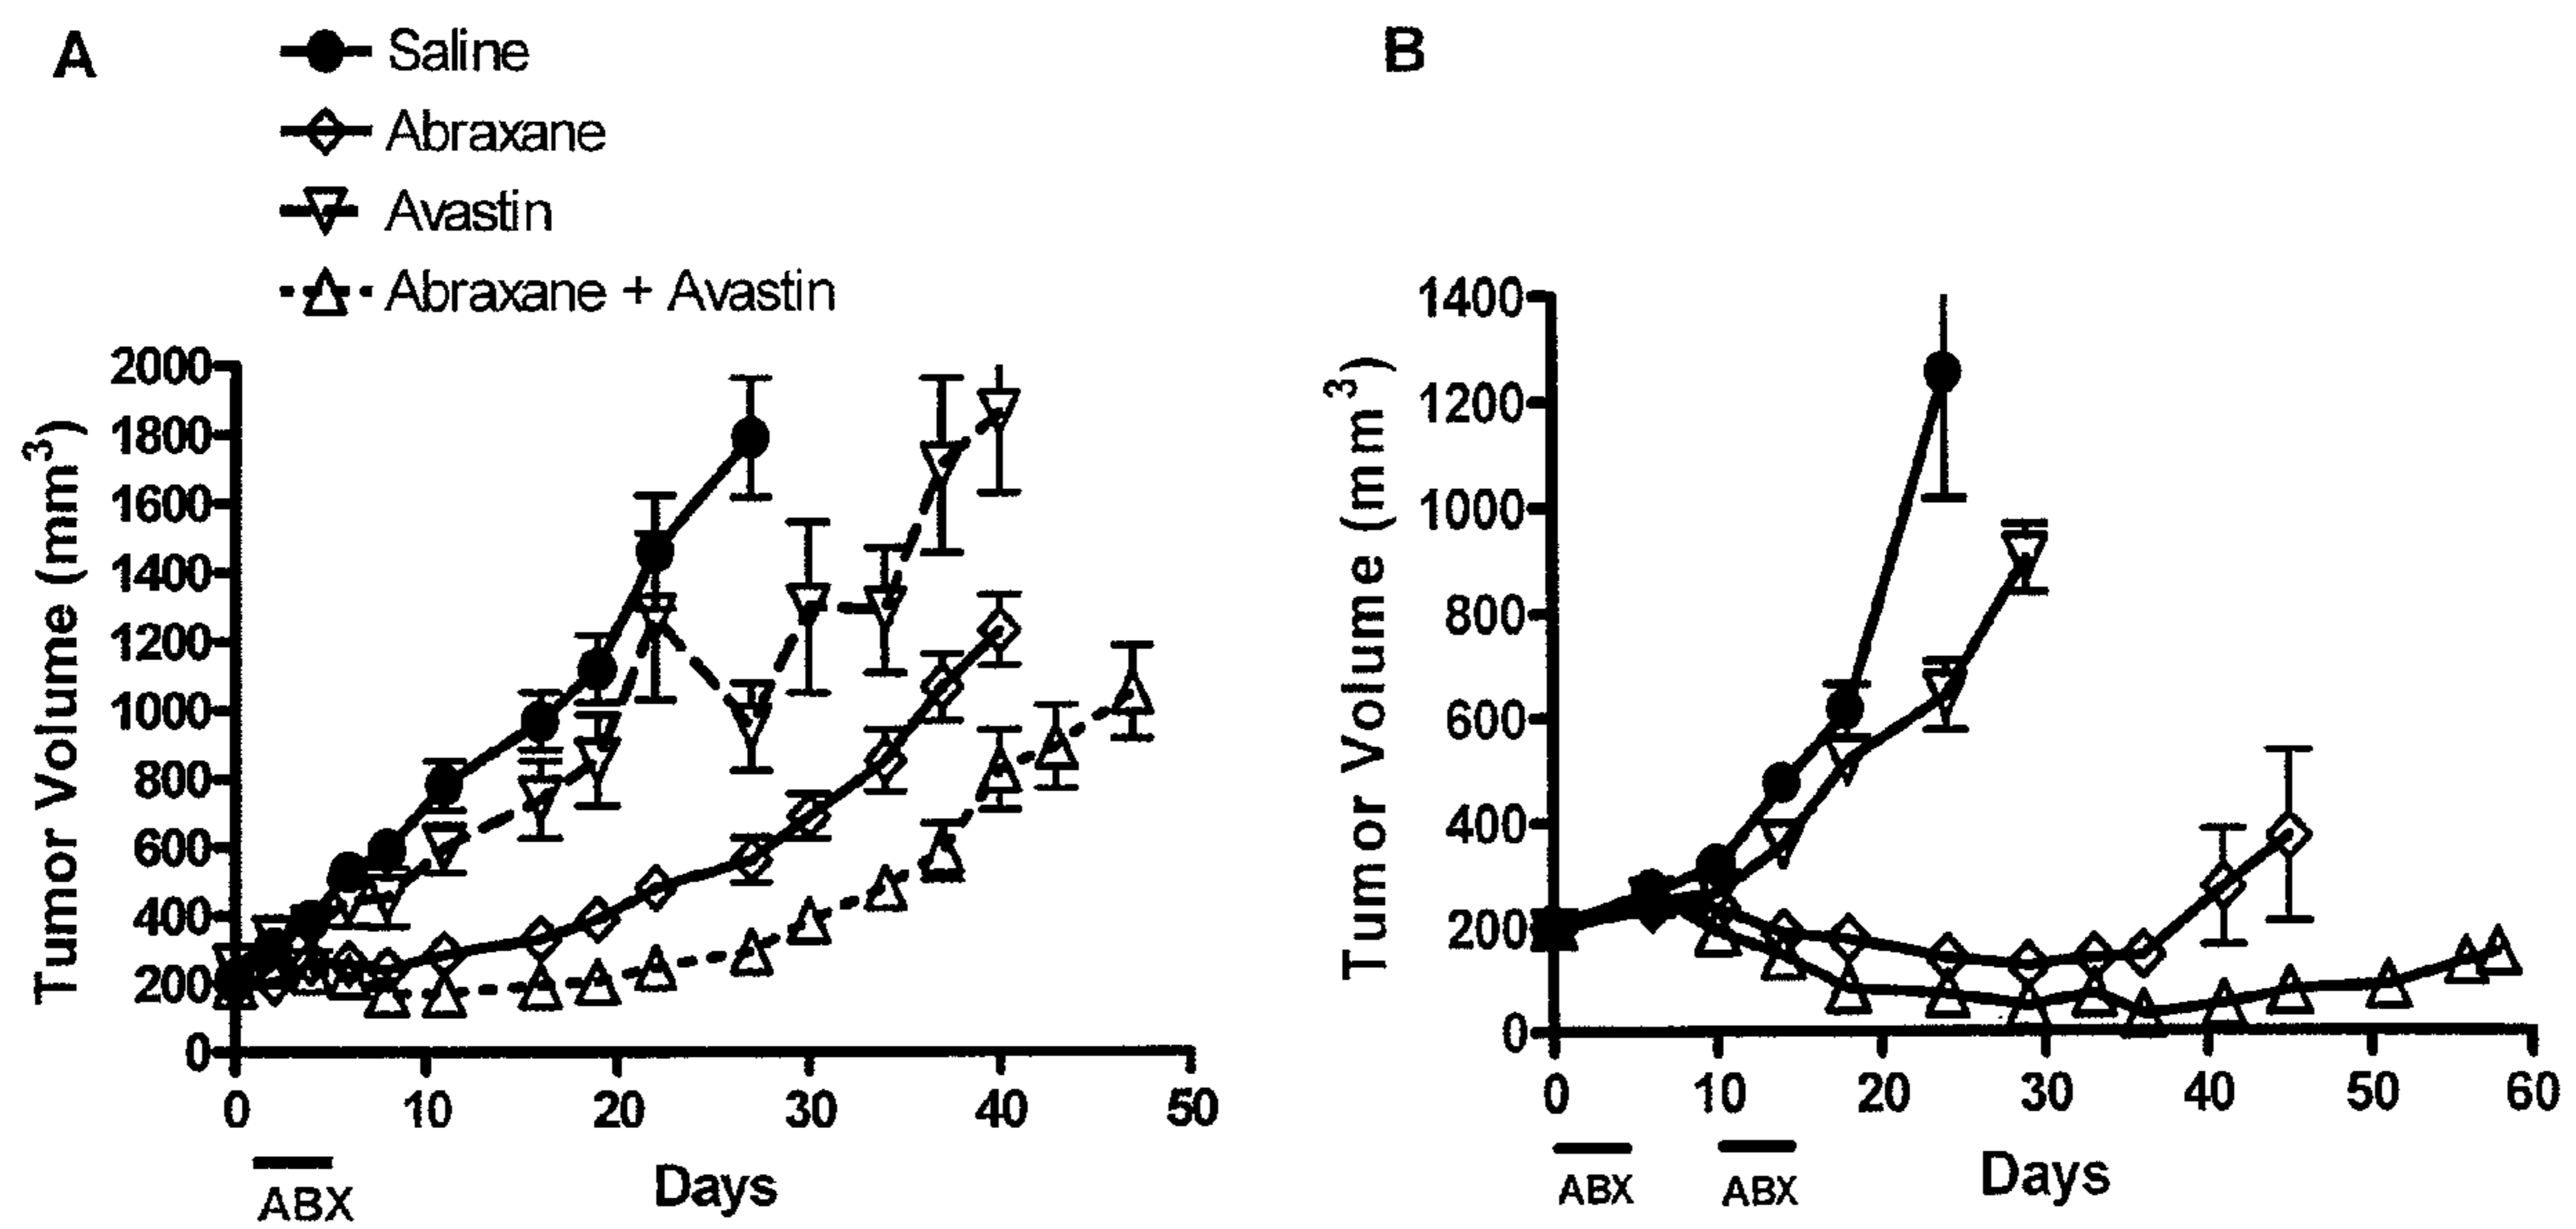 A
Saline
Abraxane
Avastin
Abraxane + Avastin
Tumor Volume (mm³)
2000
1800
1600
1400
1200
1000
800
600
400
200
0
0 10 20 30 40 50
ABX
Days
B
Tumor Volume (mm³)
1400
1200
1000
800
600
400
200
0
0 10 20 30 40 50 60
ABX ABX
Days